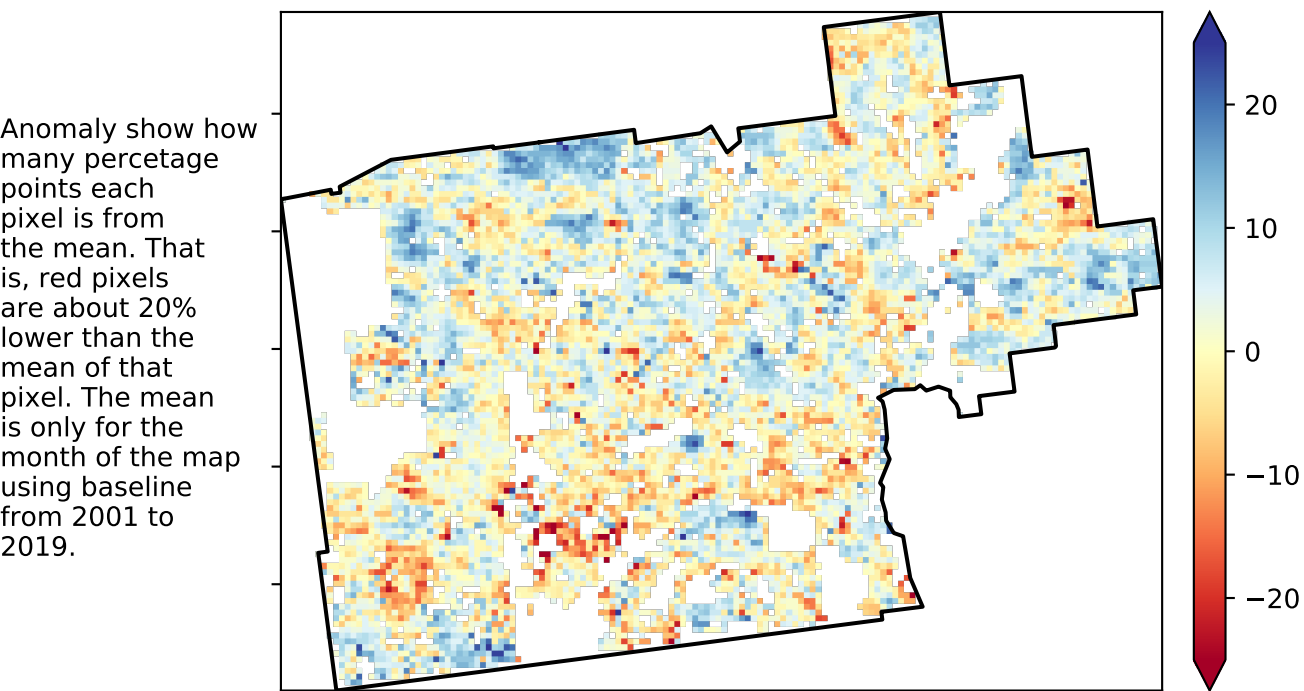 Anomaly show how
many percetage
points each
pixel is from
the mean. That
is, red pixels
are about 20%
lower than the
mean of that
pixel. The mean
is only for the
month of the map
using baseline
from 2001 to
2019.
20
10
0
−10
−20